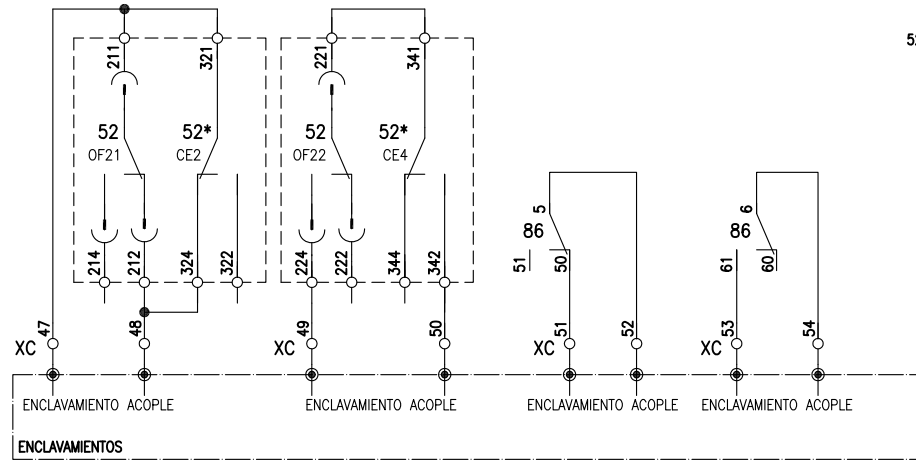 211
321
221
341
52
52
OF21
52*
CE2
52
OF22
52*
CE4
214
212
324
322
224
222
344
342
5
86
51
50
6
86
61
60
47
48
49
50
51
52
53
54
XC
XC
XC
XC
ENCLAVAMIENTO ACOPLE
ENCLAVAMIENTO ACOPLE
ENCLAVAMIENTO ACOPLE
ENCLAVAMIENTO ACOPLE
ENCLAVAMIENTOS